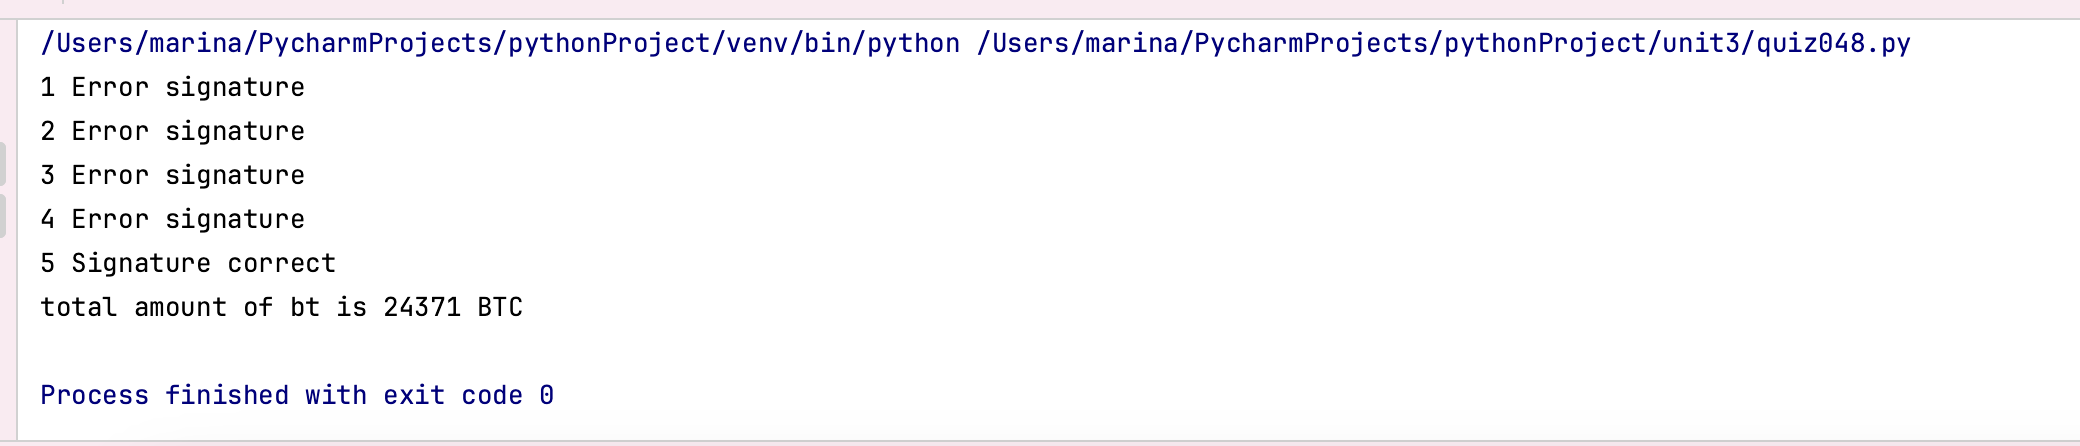 /Users/marina/PycharmProjects/pythonProject/venv/bin/python /Users/marina/PycharmProjects/pythonProject/unit3/quiz048.py
1 Error signature
2 Error signature
3 Error signature
4 Error signature
5 Signature correct
total amount of bt is 24371 BTC
Process finished with exit code 0